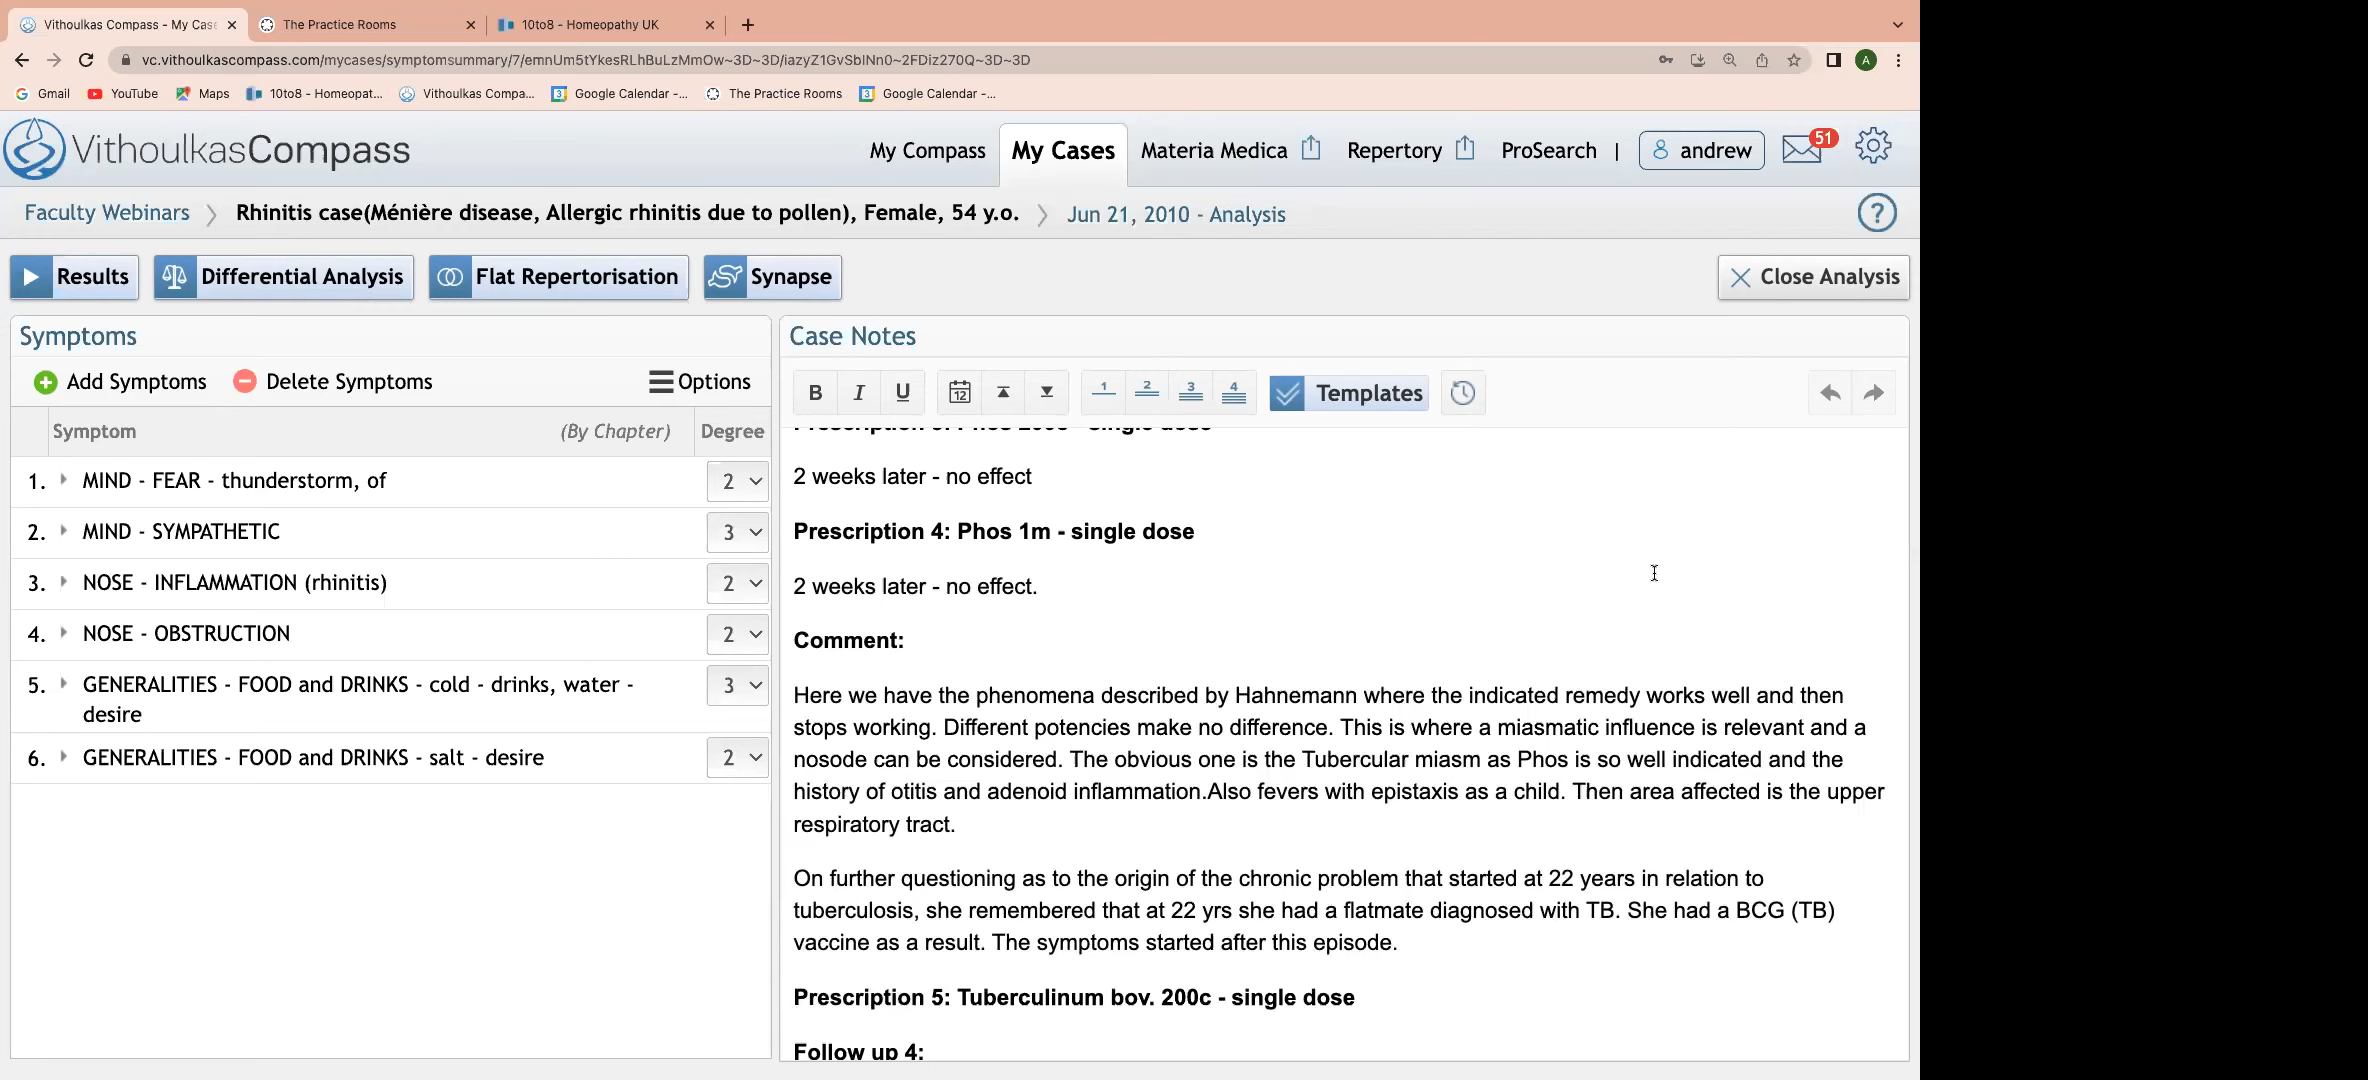 Vithoulkas Compass - My Case
The Practice Rooms
10to8 - Homeopathy UK
vc.vithoulkascompass.com/mycases/symptomsummary/7/emnUm5tYkesRLhBuLzMmOw~3D~3D/iazyZ1GvSbINn0~2FDiz270Q~3D~3D
A
Gmail
YouTube
Maps
10to8 - Homeopat...
Vithoulkas Compa...
Google Calendar -...
The Practice Rooms
Google Calendar -...
VithoulkasCompass
My Compass
My Cases
Materia Medica
Repertory
ProSearch |
andrew
51
Faculty Webinars
Rhinitis case(Ménière disease, Allergic rhinitis due to pollen), Female, 54 y.o.
Jun 21, 2010 - Analysis
?
Results
Differential Analysis
Flat Repertorisation
Synapse
Close Analysis
Symptoms
Add Symptoms
Delete Symptoms
Options
Symptom
(By Chapter)
Degree
1. MIND - FEAR - thunderstorm, of 2
2. MIND - SYMPATHETIC 3
3. NOSE - INFLAMMATION (rhinitis) 2
4. NOSE - OBSTRUCTION 2
5. GENERALITIES - FOOD and DRINKS - cold - drinks, water - 3
desire
6. GENERALITIES - FOOD and DRINKS - salt - desire 2
Case Notes
B I U 12 1 2 3 4 Templates
2 weeks later - no effect
Prescription 4: Phos 1m - single dose
2 weeks later - no effect.
Comment:
Here we have the phenomena described by Hahnemann where the indicated remedy works well and then
stops working. Different potencies make no difference. This is where a miasmatic influence is relevant and a
nosode can be considered. The obvious one is the Tubercular miasm as Phos is so well indicated and the
history of otitis and adenoid inflammation.Also fevers with epistaxis as a child. Then area affected is the upper
respiratory tract.
On further questioning as to the origin of the chronic problem that started at 22 years in relation to
tuberculosis, she remembered that at 22 yrs she had a flatmate diagnosed with TB. She had a BCG (TB)
vaccine as a result. The symptoms started after this episode.
Prescription 5: Tuberculinum bov. 200c - single dose
Follow up 4: